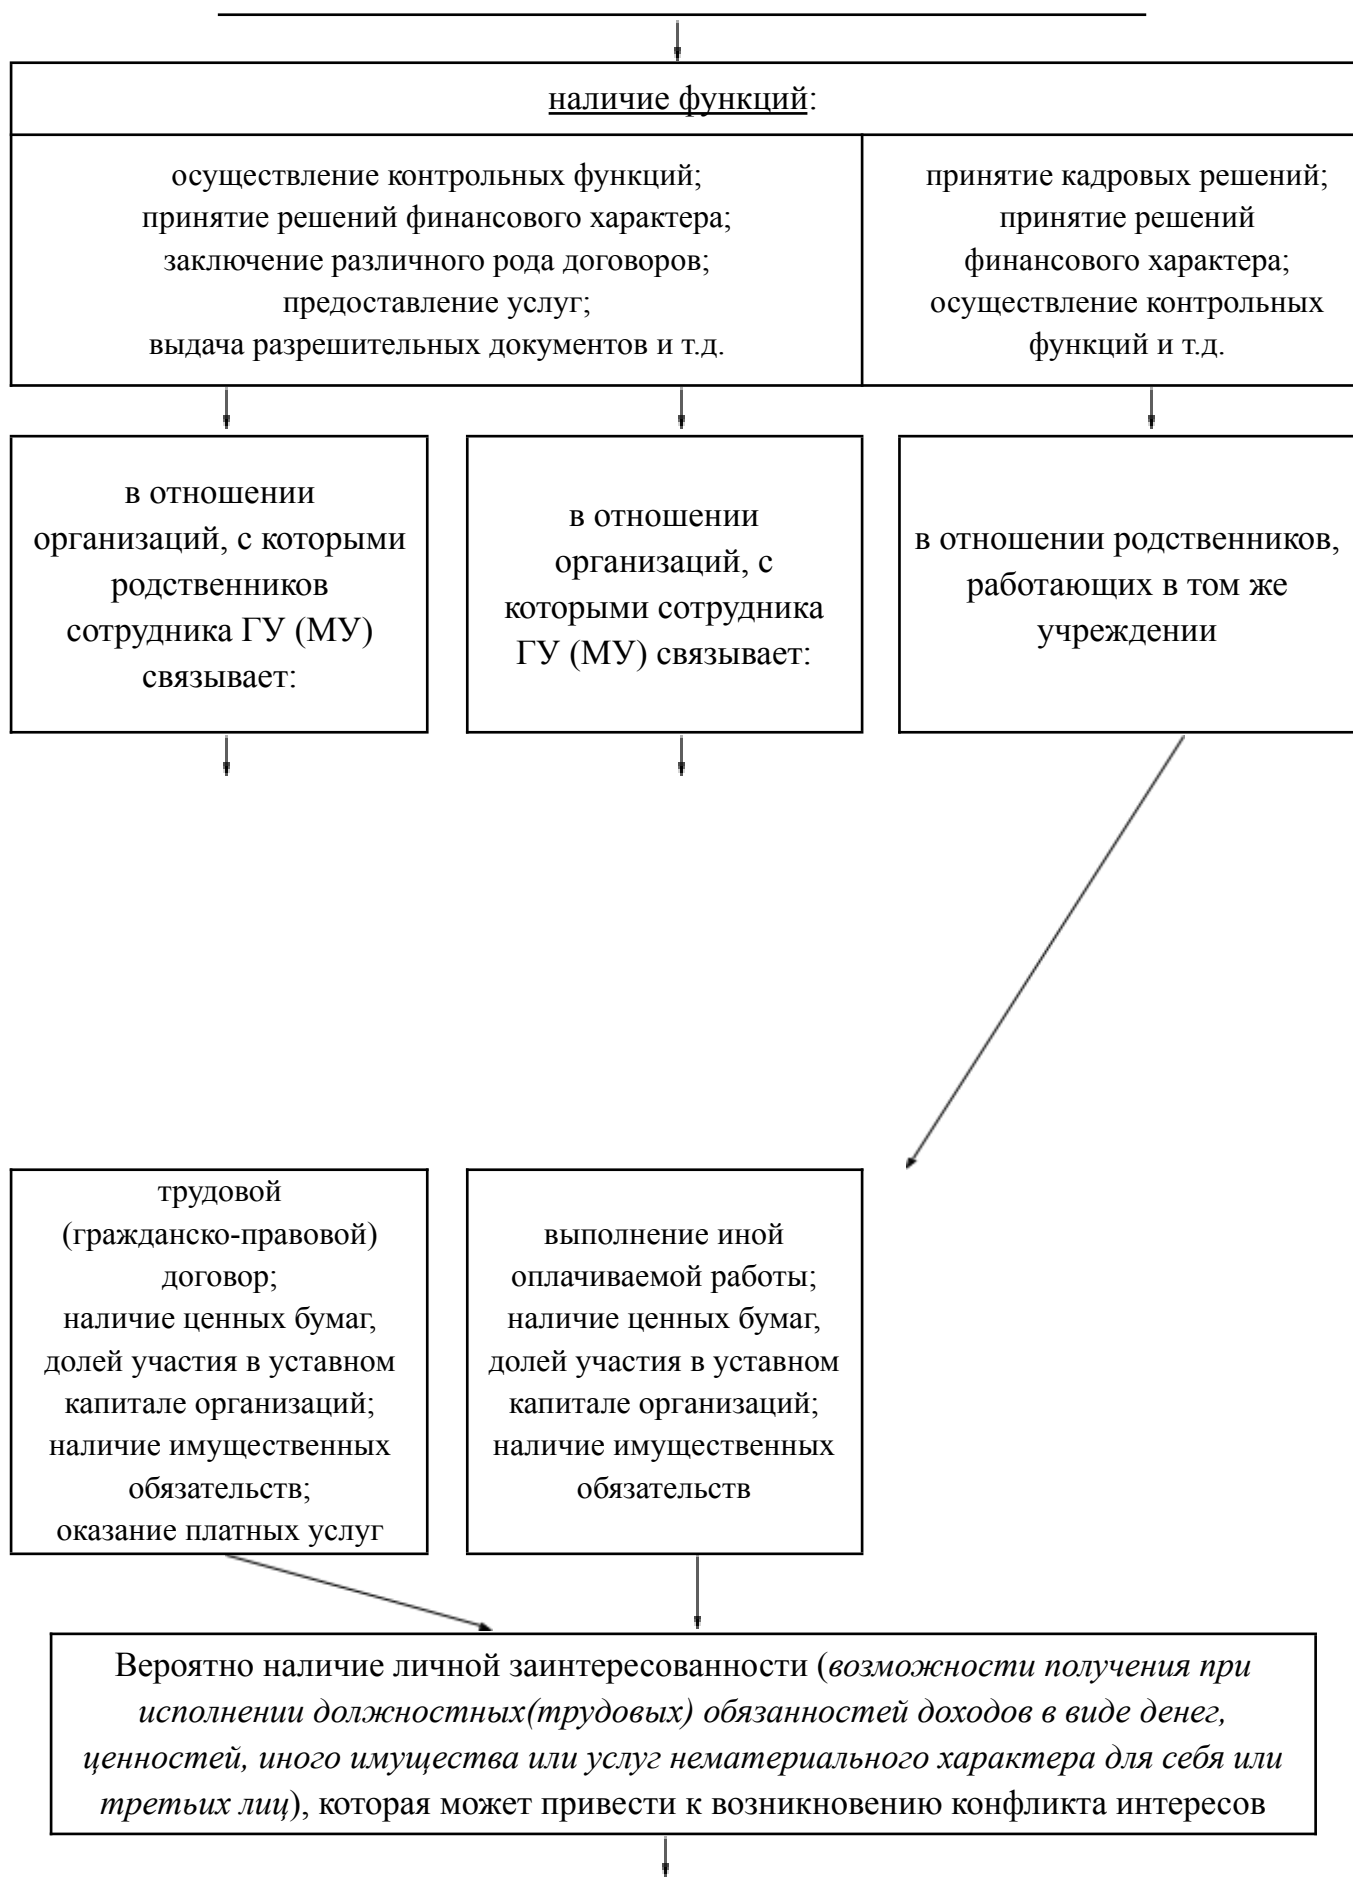 наличие функций:
осуществление контрольных функций;
принятие решений финансового характера;
заключение различного рода договоров;
предоставление услуг;
выдача разрешительных документов и т.д.
принятие кадровых решений;
принятие решений
финансового характера;
осуществление контрольных
функций и т.д.
в отношении
организаций, с которыми
родственников
сотрудника ГУ (МУ)
связывает:
в отношении
организаций, с
которыми сотрудника
ГУ (МУ) связывает:
в отношении родственников,
работающих в том же
учреждении
трудовой
(гражданско-правовой)
договор;
наличие ценных бумаг,
долей участия в уставном
капитале организаций;
наличие имущественных
обязательств;
оказание платных услуг
выполнение иной
оплачиваемой работы;
наличие ценных бумаг,
долей участия в уставном
капитале организаций;
наличие имущественных
обязательств
Вероятно наличие личной заинтересованности (возможности получения при
исполнении должностных(трудовых) обязанностей доходов в виде денег,
ценностей, иного имущества или услуг нематериального характера для себя или
третьих лиц), которая может привести к возникновению конфликта интересов